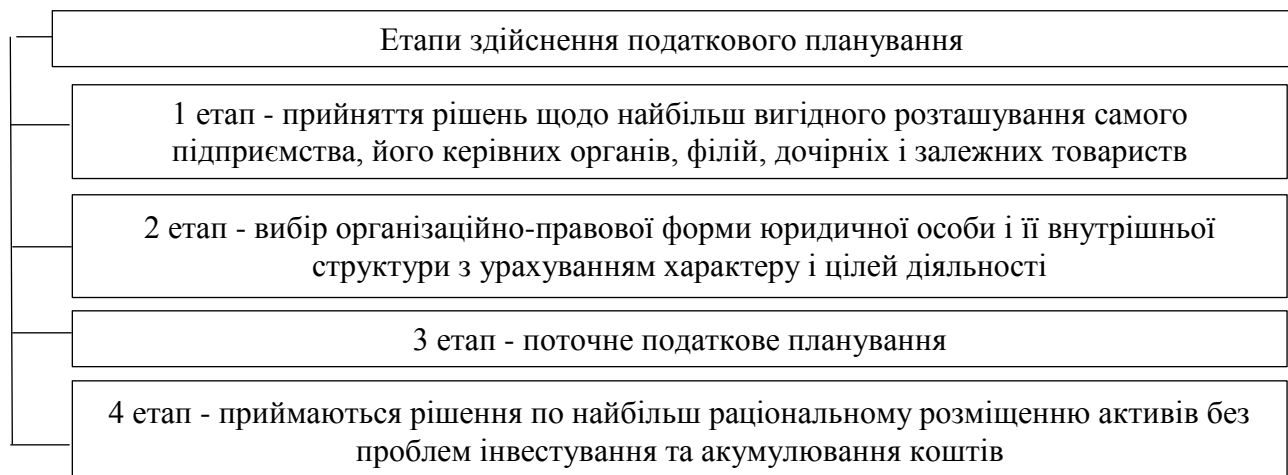 Етапи здійснення податкового планування
1 етап - прийняття рішень щодо найбільш вигідного розташування самого
підприємства, його керівних органів, філій, дочірніх і залежних товариств
2 етап - вибір організаційно-правової форми юридичної особи і її внутрішньої
структури з урахуванням характеру і цілей діяльності
3 етап - поточне податкове планування
4 етап - приймаються рішення по найбільш раціональному розміщенню активів без
проблем інвестування та акумулювання коштів